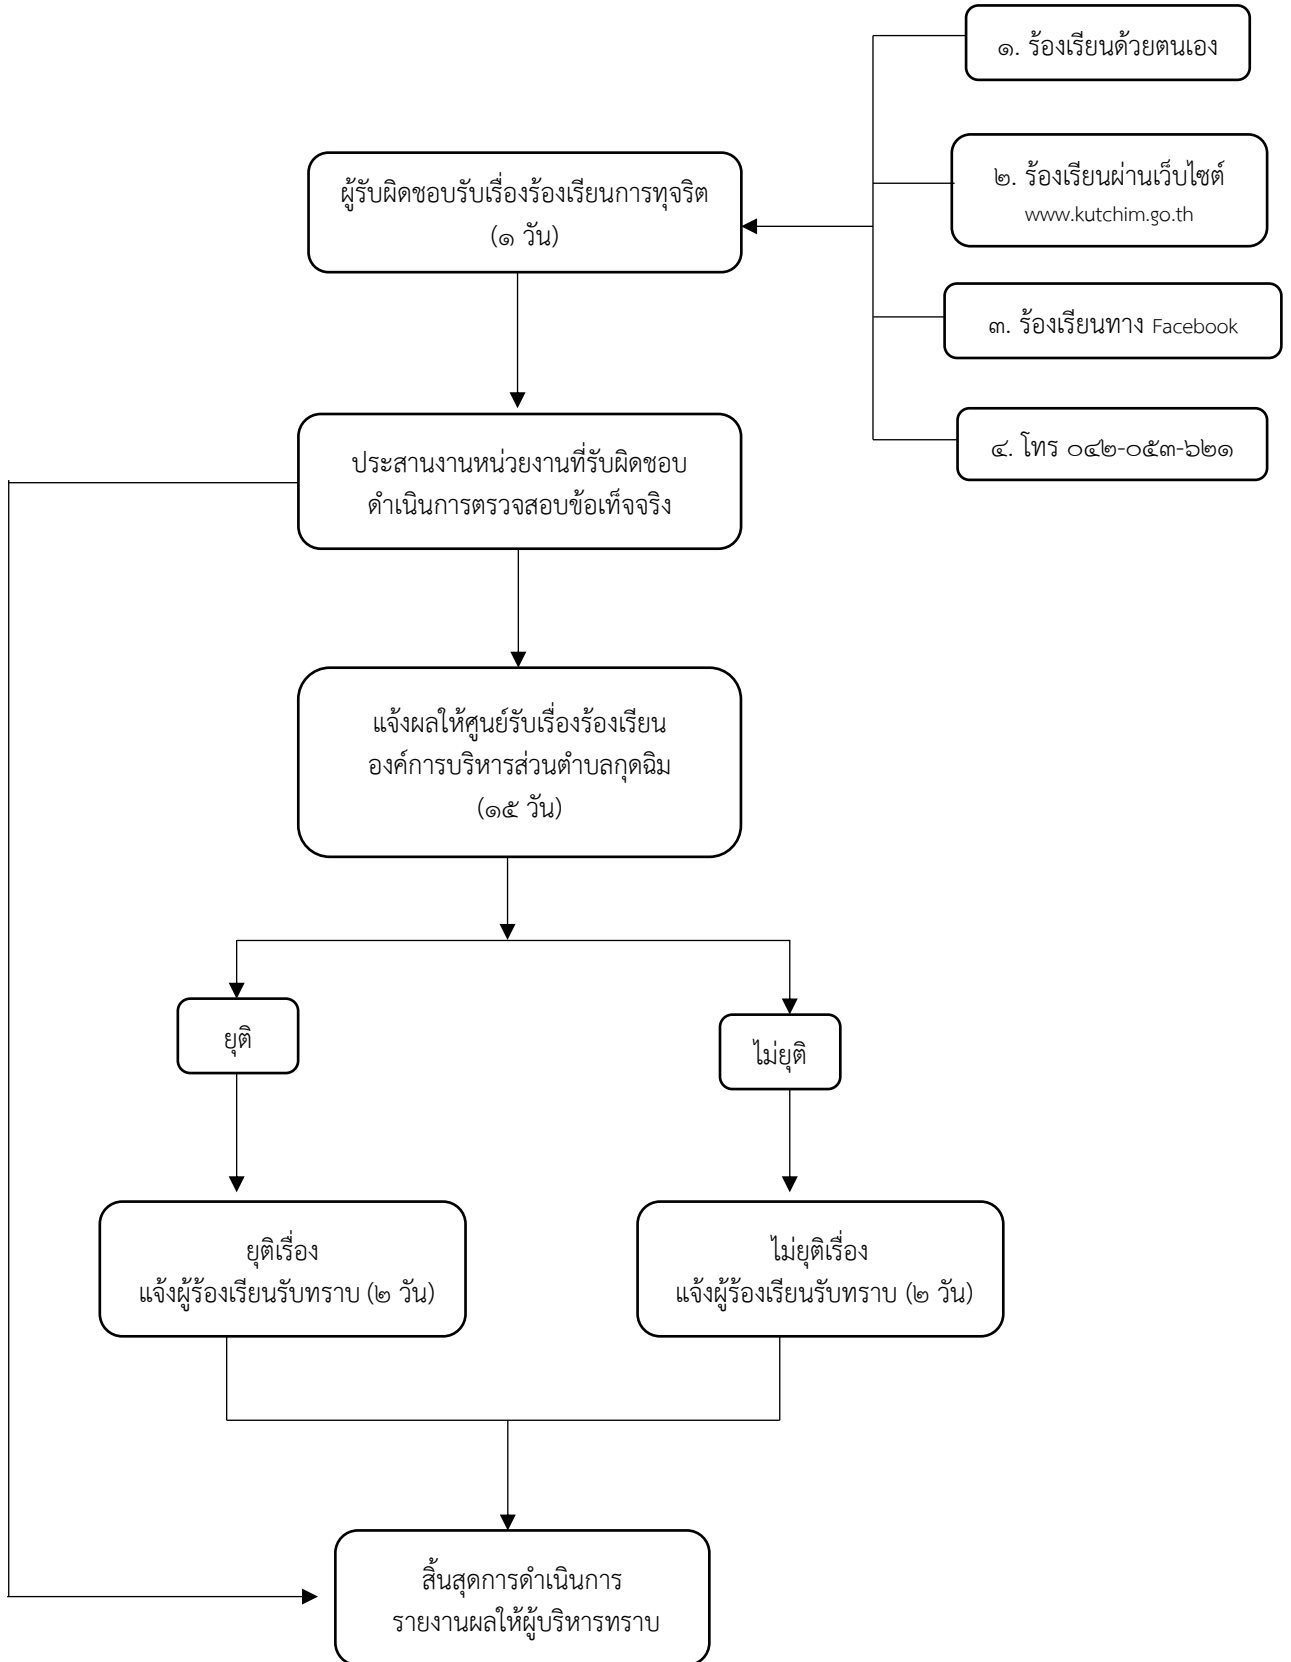 ๑. ร้องเรียนด้วยตนเอง
๒. ร้องเรียนผ่านเว็บไซต์
www.kutchim.go.th
๓. ร้องเรียนทาง Facebook
๔. โทร ๐๔๒-๐๕๓-๖๒๑
ผู้รับผิดชอบรับเรื่องร้องเรียนการทุจริต
(๑ วัน)
ประสานงานหน่วยงานที่รับผิดชอบ
ดำเนินการตรวจสอบข้อเท็จจริง
แจ้งผลให้ศูนย์รับเรื่องร้องเรียน
องค์การบริหารส่วนตำบลกุดฉิม
(๑๕ วัน)
ยุติ
ไม่ยุติ
ยุติเรื่อง
แจ้งผู้ร้องเรียนรับทราบ (๒ วัน)
ไม่ยุติเรื่อง
แจ้งผู้ร้องเรียนรับทราบ (๒ วัน)
สิ้นสุดการดำเนินการ
รายงานผลให้ผู้บริหารทราบ